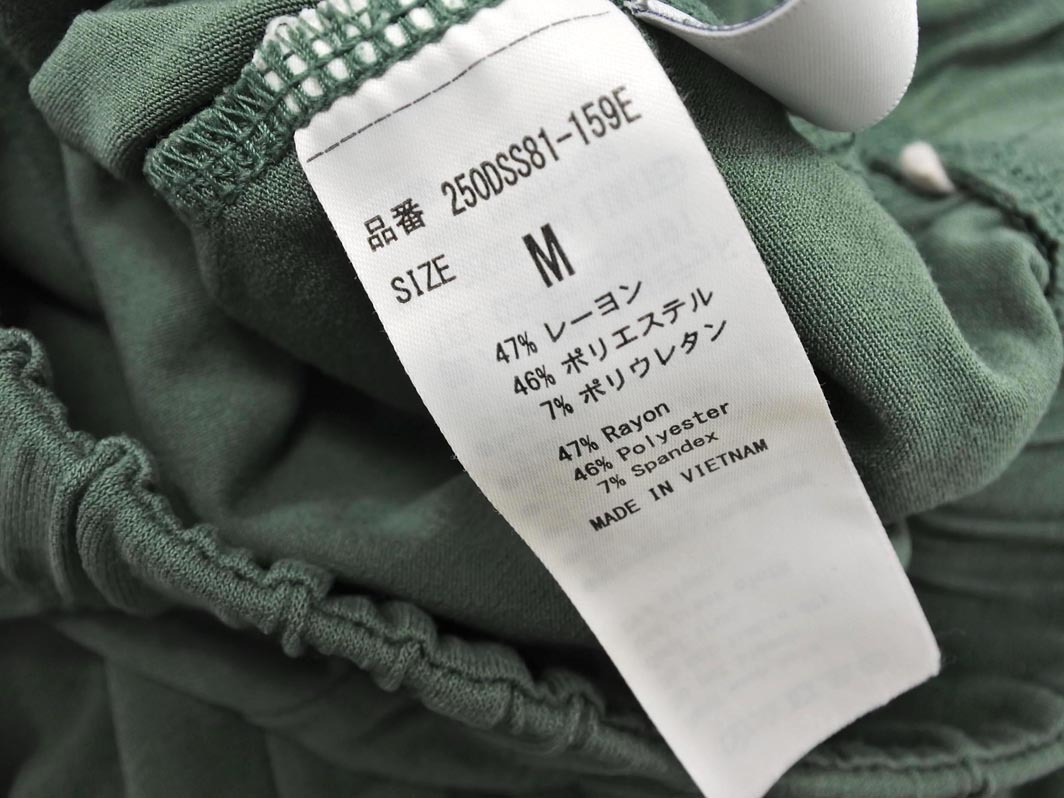 品番 250DSS81-159E
SIZE M
47% レーヨン
46% ポリエステル
7% ポリウレタン
47% Rayon
46% Polyester
7% Spandex
MADE IN VIETNAM